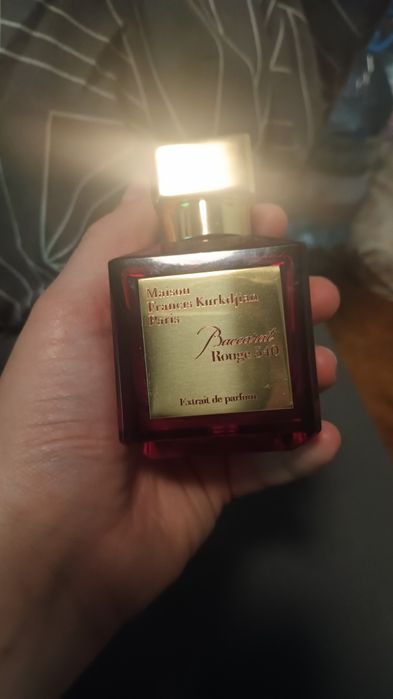 Maison
Francis Kurkdjian
Paris
Baccarat
Rouge 540
Extrait de parfum